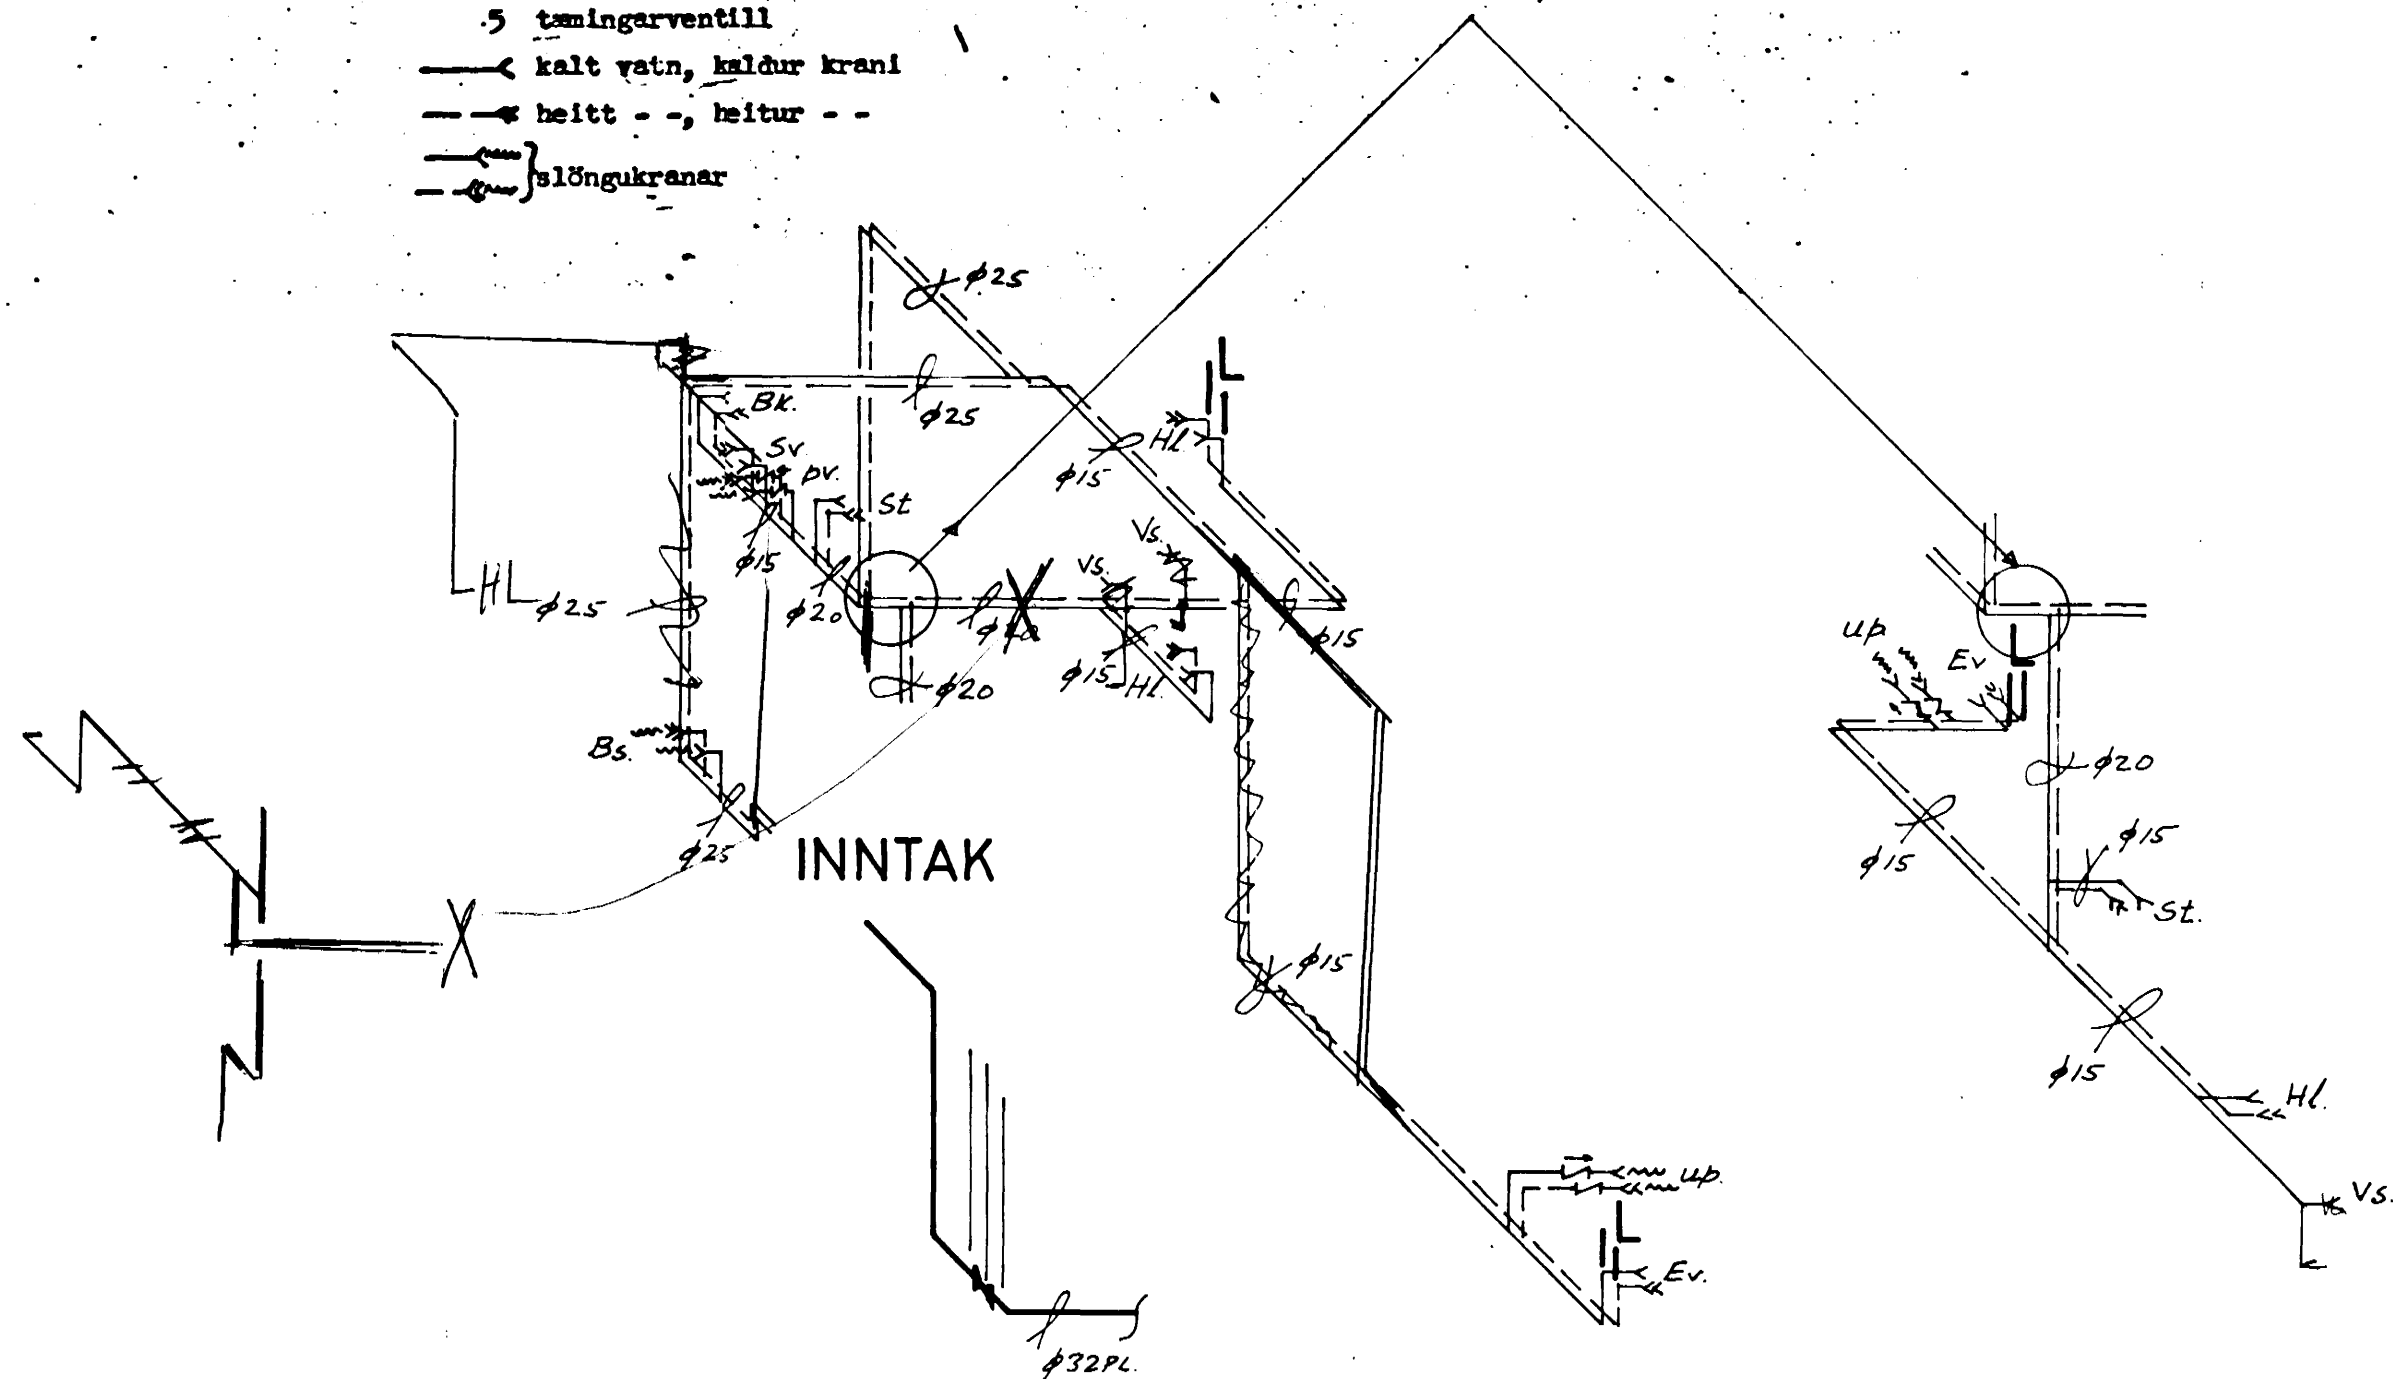 .5 tæmingarventill
kalt vatn, kaldur krani
heitt - -, heitur - -
slöngukranar
φ25
φ25
Bk.
Sv
pv.
St
φ15
Hl.
φ15
HL
φ25
φ20
φ20
Vs.
Vs.
φ15
φ15
Hl.
φ20
Bs.
φ25
INNTAK
up
Ev
φ20
φ15
φ15
St.
φ15
φ15
Hl.
up.
Vs.
Ev.
φ32PL.